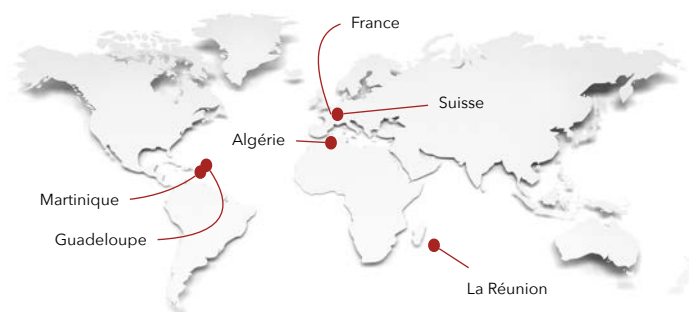 France
Suisse
Algérie
Martinique
Guadeloupe
La Réunion